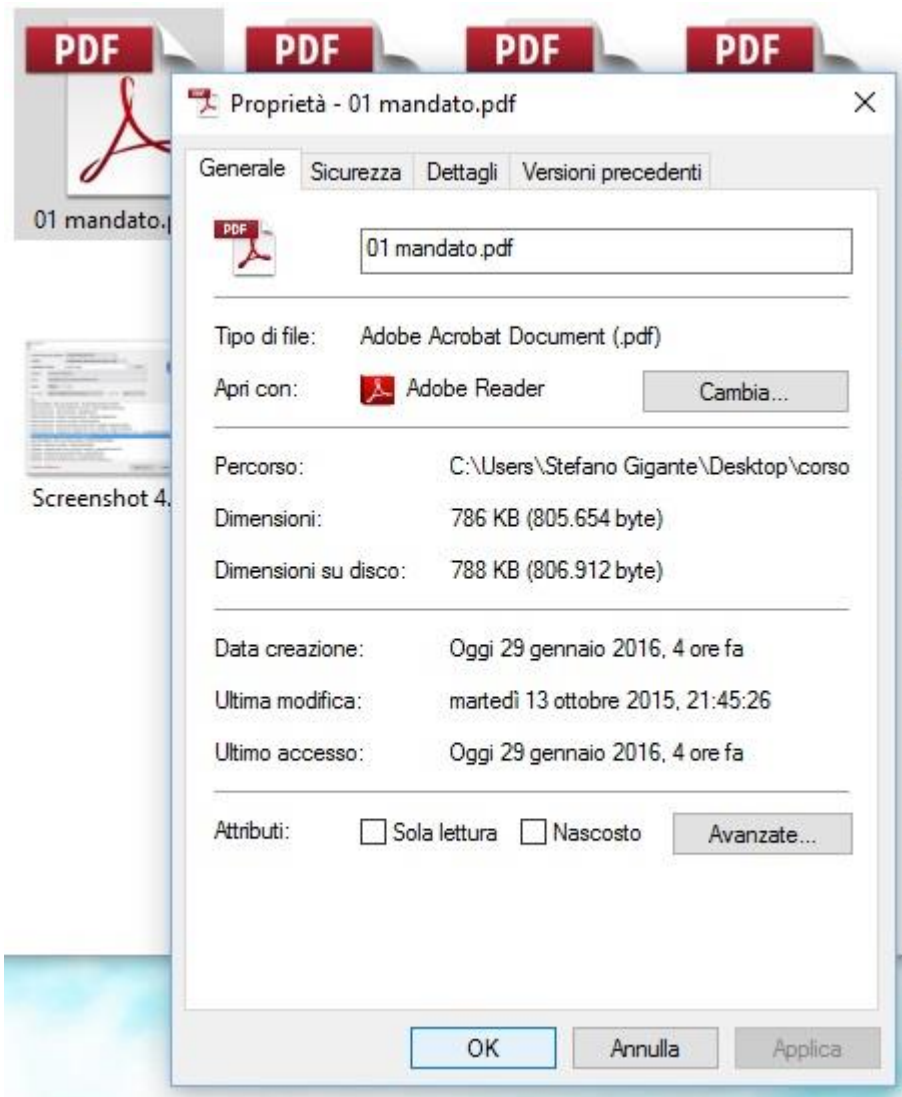 PDF PDF PDF PDF
Proprietà - 01 mandato.pdf
Generale Sicurezza Dettagli Versioni precedenti
01 mandato.p
PDF
01 mandato.pdf
Tipo di file: Adobe Acrobat Document (.pdf)
Apri con: Adobe Reader Cambia...
Percorso: C:\Users\Stefano Gigante\Desktop\corso
Screenshot 4.
Dimensioni: 786 KB (805.654 byte)
Dimensioni su disco: 788 KB (806.912 byte)
Data creazione: Oggi 29 gennaio 2016, 4 ore fa
Ultima modifica: martedì 13 ottobre 2015, 21:45:26
Ultimo accesso: Oggi 29 gennaio 2016, 4 ore fa
Attributi: Sola lettura Nascosto Avanzate...
OK Annulla Applica